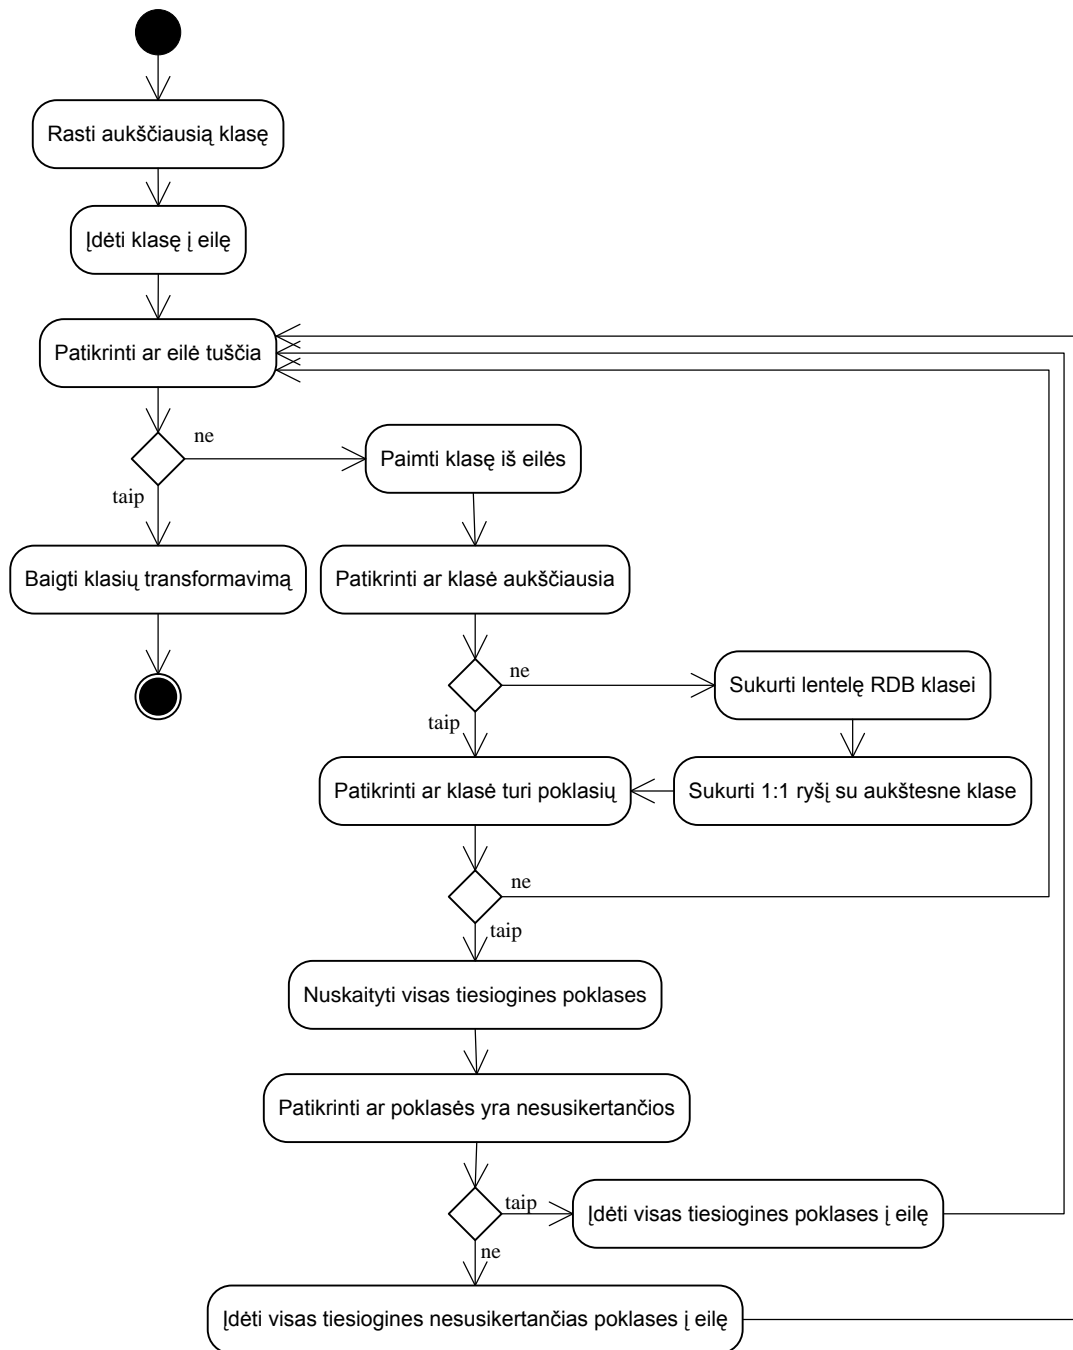 Rasti aukščiausią klasę
Įdėti klasę į eilę
Patikrinti ar eilė tuščia
ne
Paimti klasę iš eilės
taip
Baigti klasių transformavimą
Patikrinti ar klasė aukščiausia
ne
Sukurti lentelę RDB klasei
taip
Patikrinti ar klasė turi poklasių
Sukurti 1:1 ryšį su aukštesne klase
ne
taip
Nuskaityti visas tiesiogines poklases
Patikrinti ar poklasės yra nesusikertančios
taip
Įdėti visas tiesiogines poklases į eilę
ne
Įdėti visas tiesiogines nesusikertančias poklases į eilę